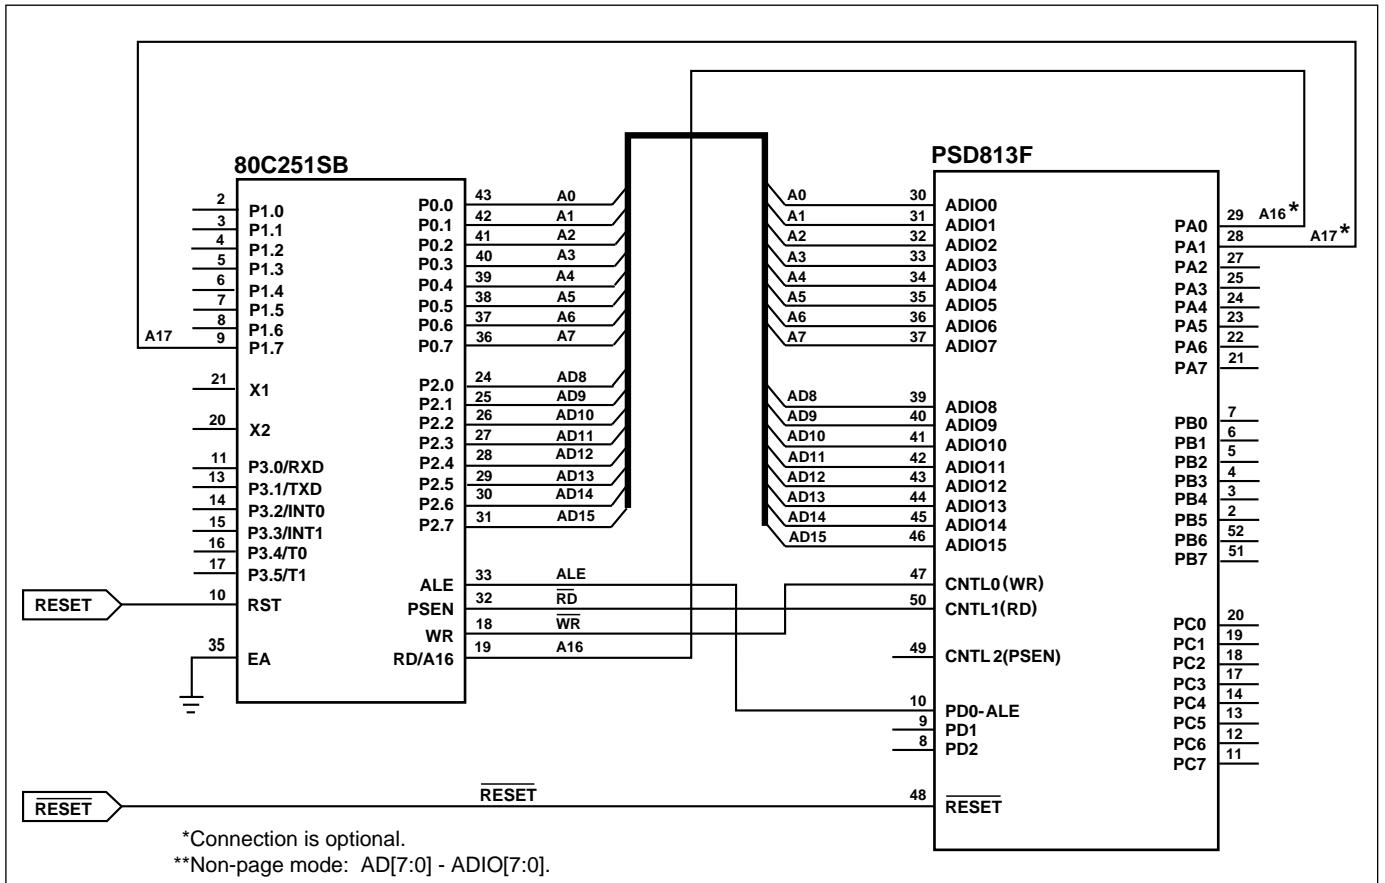 80C251SB
PSD813F
2 P1.0
3 P1.1
4 P1.2
5 P1.3
6 P1.4
7 P1.5
8 P1.6
A17 9 P1.7
21 X1
20 X2
11 P3.0/RXD
13 P3.1/TXD
14 P3.2/INT0
15 P3.3/INT1
16 P3.4/T0
17 P3.5/T1
RESET 10 RST
35 EA
P0.0 43 A0
P0.1 42 A1
P0.2 41 A2
P0.3 40 A3
P0.4 39 A4
P0.5 38 A5
P0.6 37 A6
P0.7 36 A7
P2.0 24 AD8
P2.1 25 AD9
P2.2 26 AD10
P2.3 27 AD11
P2.4 28 AD12
P2.5 29 AD13
P2.6 30 AD14
P2.7 31 AD15
ALE 33 ALE
PSEN 32 RD
WR 18 WR
RD/A16 19 A16
A0 30 ADIO0
A1 31 ADIO1
A2 32 ADIO2
A3 33 ADIO3
A4 34 ADIO4
A5 35 ADIO5
A6 36 ADIO6
A7 37 ADIO7
AD8 39 ADIO8
AD9 40 ADIO9
AD10 41 ADIO10
AD11 42 ADIO11
AD12 43 ADIO12
AD13 44 ADIO13
AD14 45 ADIO14
AD15 46 ADIO15
47 CNTL0(WR)
50 CNTL1(RD)
49 CNTL2(PSEN)
10 PD0-ALE
9 PD1
8 PD2
RESET RESET 48 RESET
PA0 29 A16*
PA1 28 A17*
PA2 27
PA3 25
PA4 24
PA5 23
PA6 22
PA7 21
PB0 7
PB1 6
PB2 5
PB3 4
PB4 3
PB5 2
PB6 52
PB7 51
PC0 20
PC1 19
PC2 18
PC3 17
PC4 14
PC5 13
PC6 12
PC7 11
*Connection is optional.
**Non-page mode: AD[7:0] - ADIO[7:0].